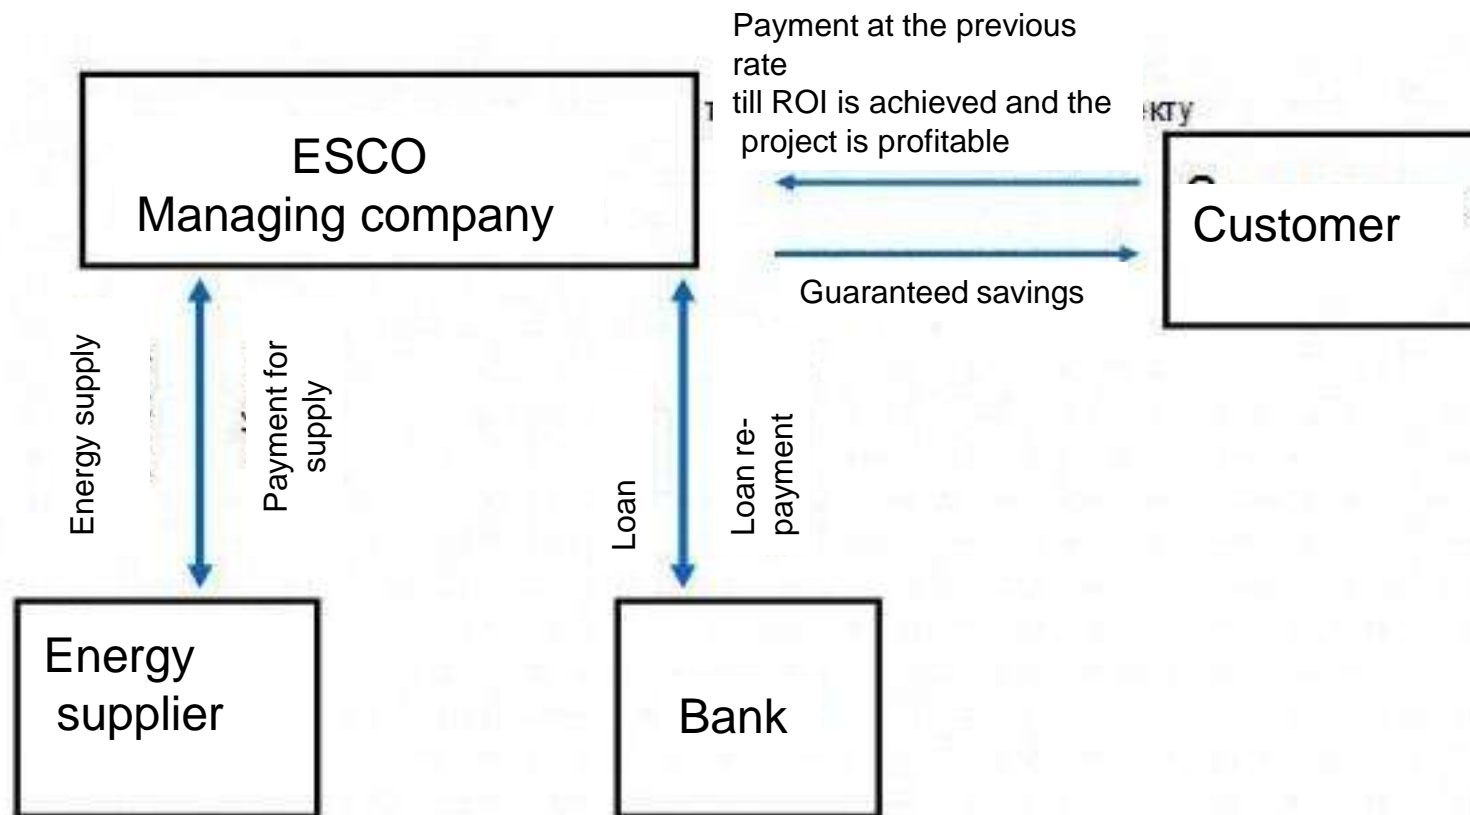 Payment at the previous
rate
till ROI is achieved and the
project is profitable
екту
ESCO
Managing company
Customer
Guaranteed savings
Energy supply
Payment for
supply
Loan
Loan re-
payment
Energy
supplier
Bank